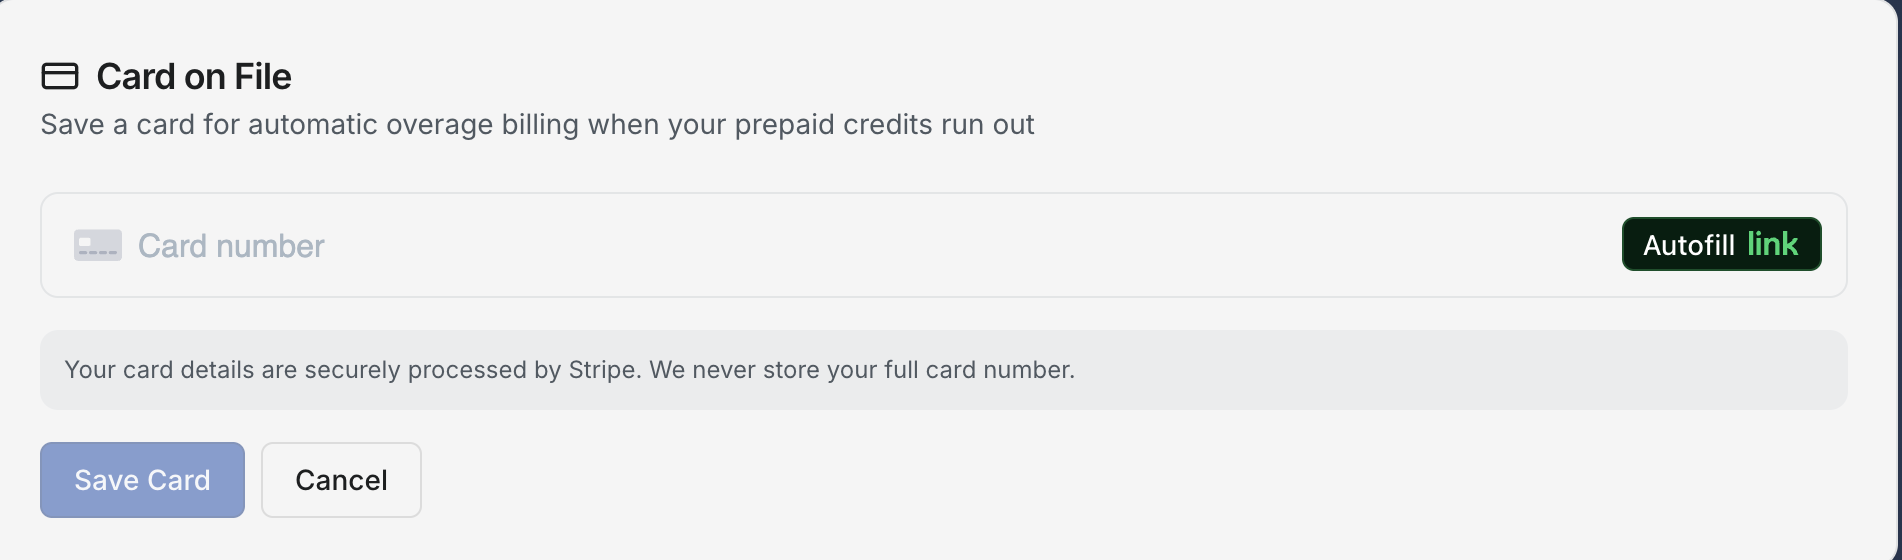 Card on File
Save a card for automatic overage billing when your prepaid credits run out
Card number
Autofill link
Your card details are securely processed by Stripe. We never store your full card number.
Save Card
Cancel